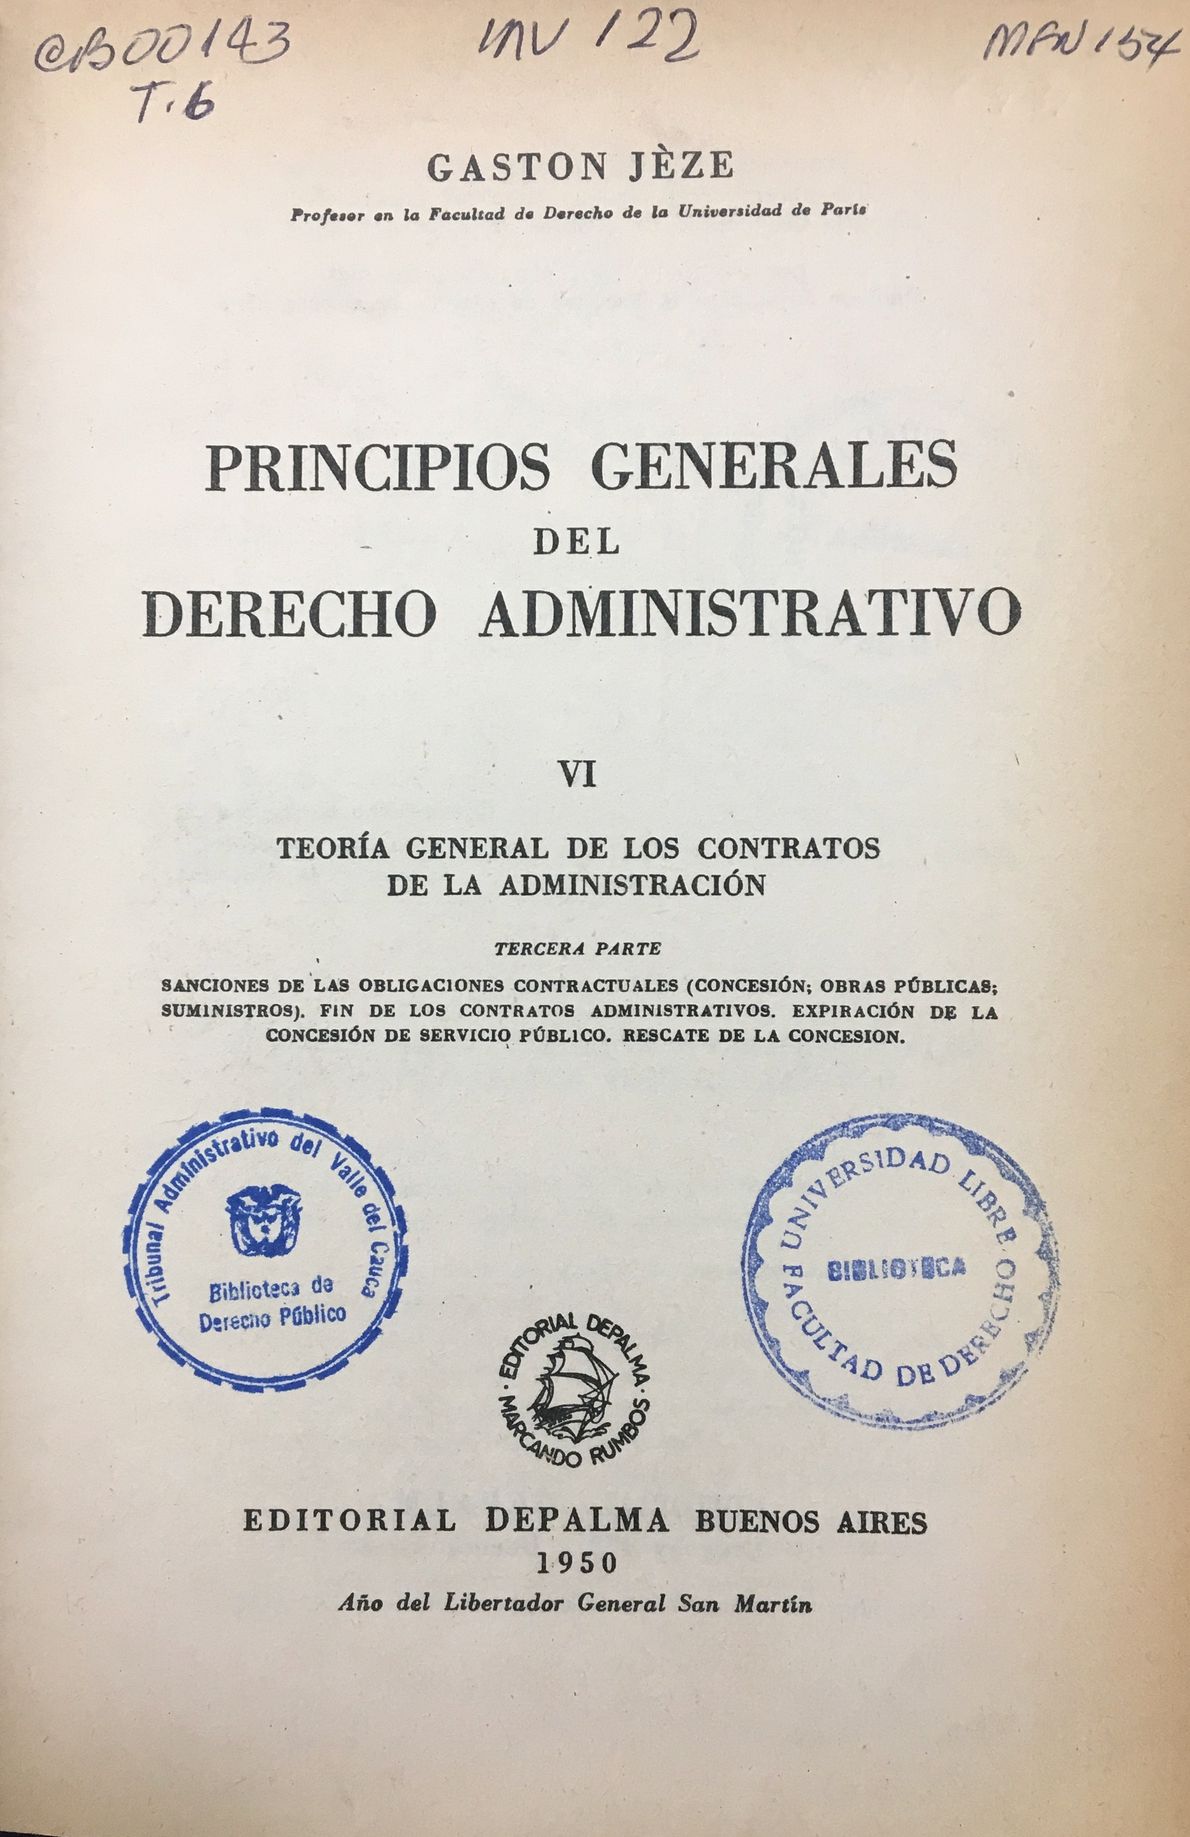 CB00143
INV 122
MFN 154
T.6
GASTON JÈZE
Profesor en la Facultad de Derecho de la Universidad de París
PRINCIPIOS GENERALES
DEL
DERECHO ADMINISTRATIVO
VI
TEORÍA GENERAL DE LOS CONTRATOS
DE LA ADMINISTRACIÓN
TERCERA PARTE
SANCIONES DE LAS OBLIGACIONES CONTRACTUALES (CONCESIÓN; OBRAS PÚBLICAS;
SUMINISTROS). FIN DE LOS CONTRATOS ADMINISTRATIVOS. EXPIRACIÓN DE LA
CONCESIÓN DE SERVICIO PÚBLICO. RESCATE DE LA CONCESION.
Tribunal Administrativo del Valle del Cauca
Biblioteca de
Derecho Público
UNIVERSIDAD LIBRE
BIBLIOTECA
FACULTAD DE DERECHO
· EDITORIAL DEPALMA ·
MARCANDO RUMBOS
EDITORIAL DEPALMA BUENOS AIRES
1950
Año del Libertador General San Martín